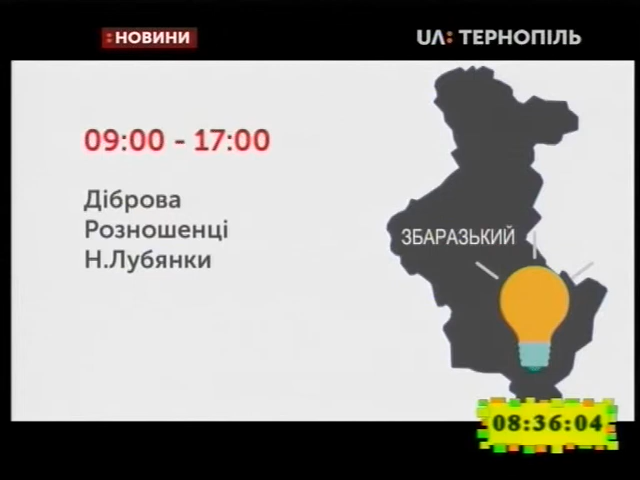 :НОВИНИ
UA: ТЕРНОПІЛЬ
09:00 - 17:00
Діброва
Розношенці
Н.Лубянки
ЗБАРАЗЬКИЙ
08:36:04